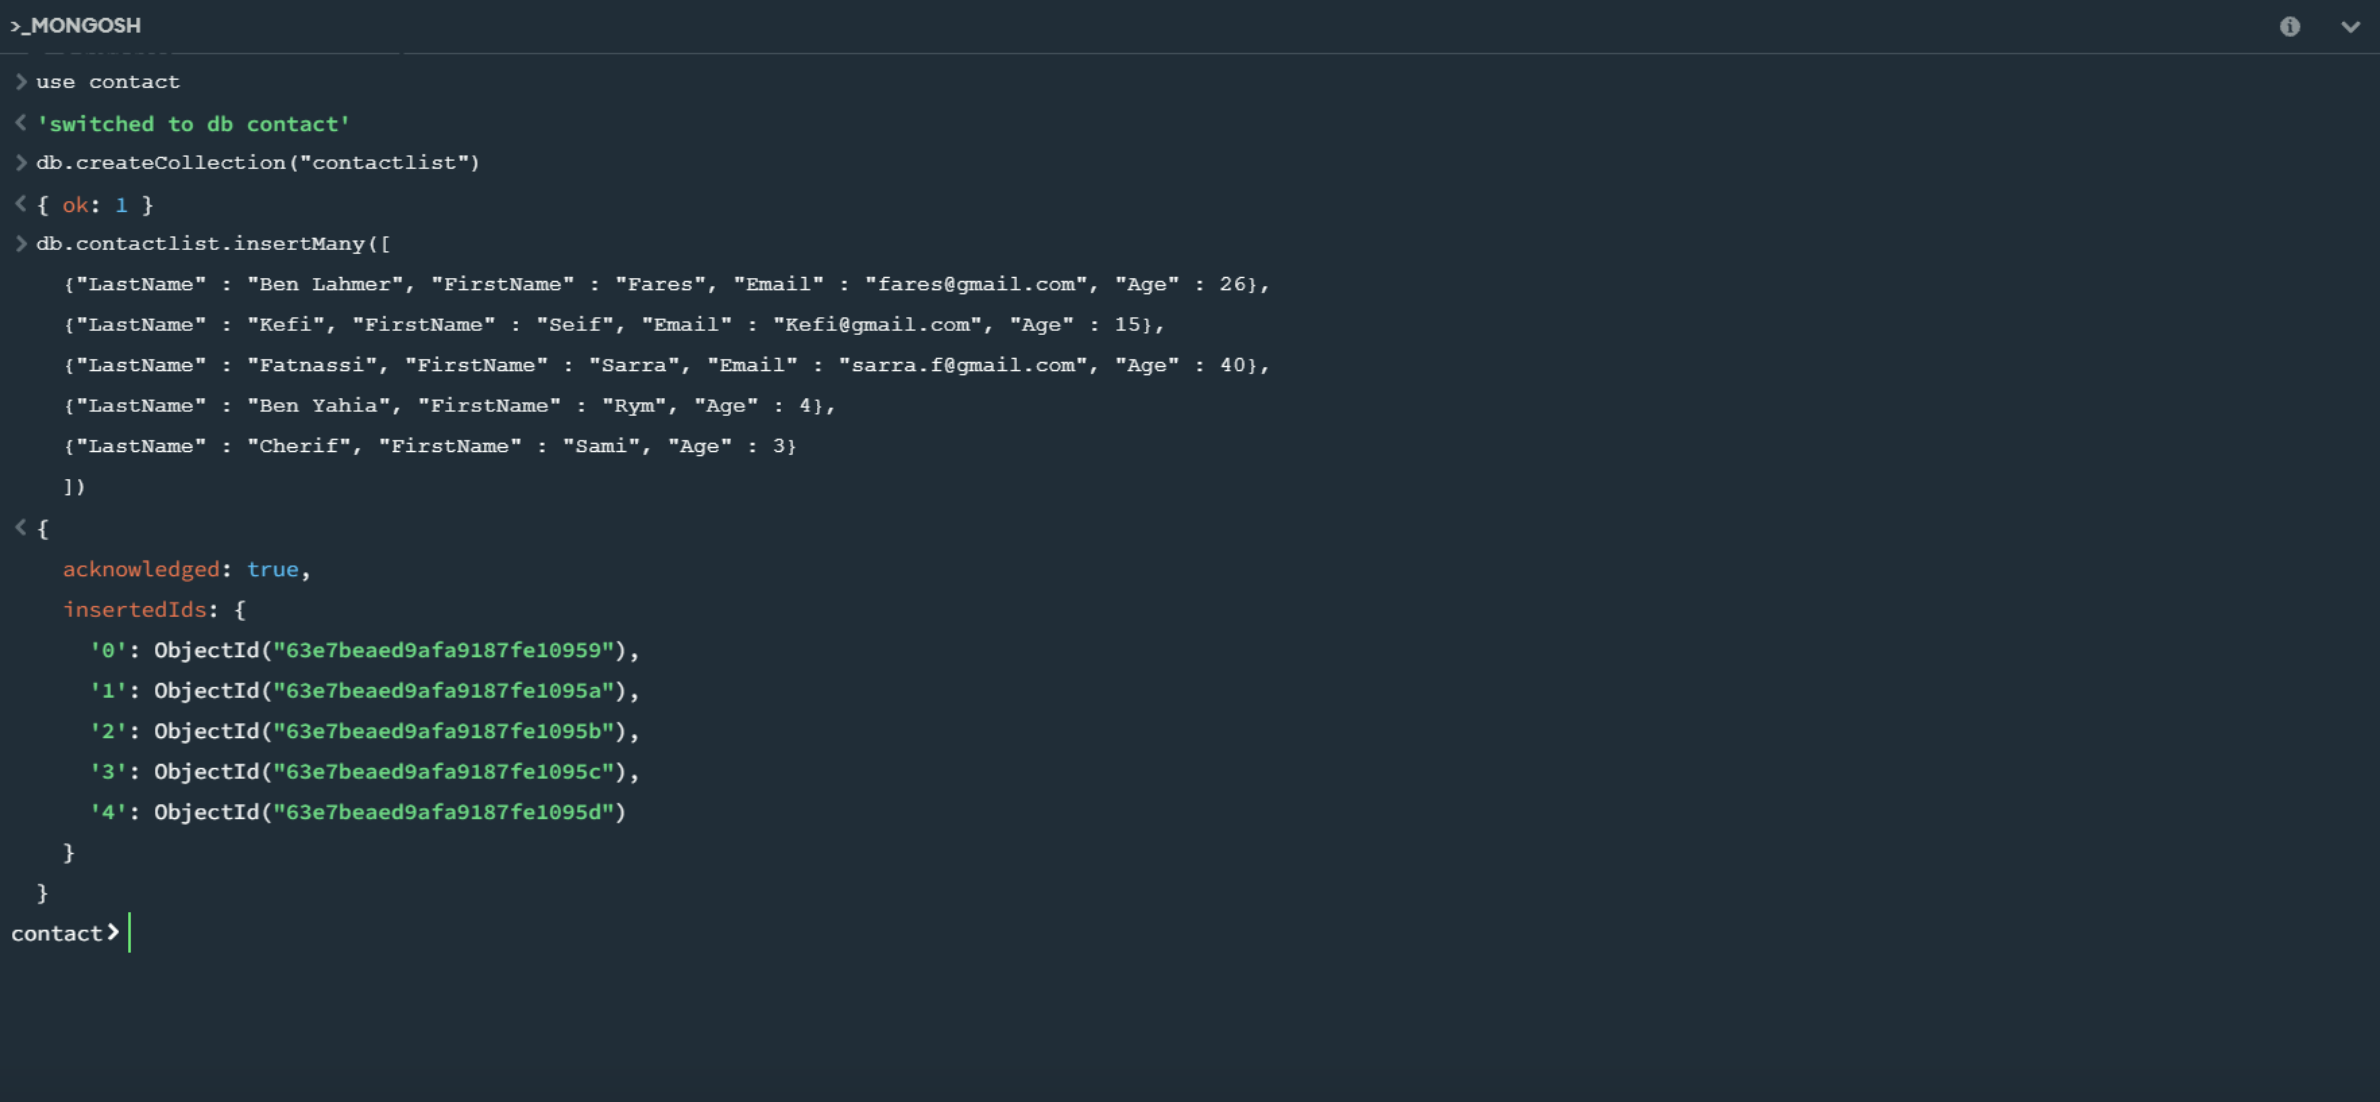 >_MONGOSH
> use contact
< 'switched to db contact'
> db.createCollection("contactlist")
< { ok: 1 }
> db.contactlist.insertMany([
{"LastName" : "Ben Lahmer", "FirstName" : "Fares", "Email" : "fares@gmail.com", "Age" : 26},
{"LastName" : "Kefi", "FirstName" : "Seif", "Email" : "Kefi@gmail.com", "Age" : 15},
{"LastName" : "Fatnassi", "FirstName" : "Sarra", "Email" : "sarra.f@gmail.com", "Age" : 40},
{"LastName" : "Ben Yahia", "FirstName" : "Rym", "Age" : 4},
{"LastName" : "Cherif", "FirstName" : "Sami", "Age" : 3}
])
< {
acknowledged: true,
insertedIds: {
'0': ObjectId("63e7beaed9afa9187fe10959"),
'1': ObjectId("63e7beaed9afa9187fe1095a"),
'2': ObjectId("63e7beaed9afa9187fe1095b"),
'3': ObjectId("63e7beaed9afa9187fe1095c"),
'4': ObjectId("63e7beaed9afa9187fe1095d")
}
}
contact>